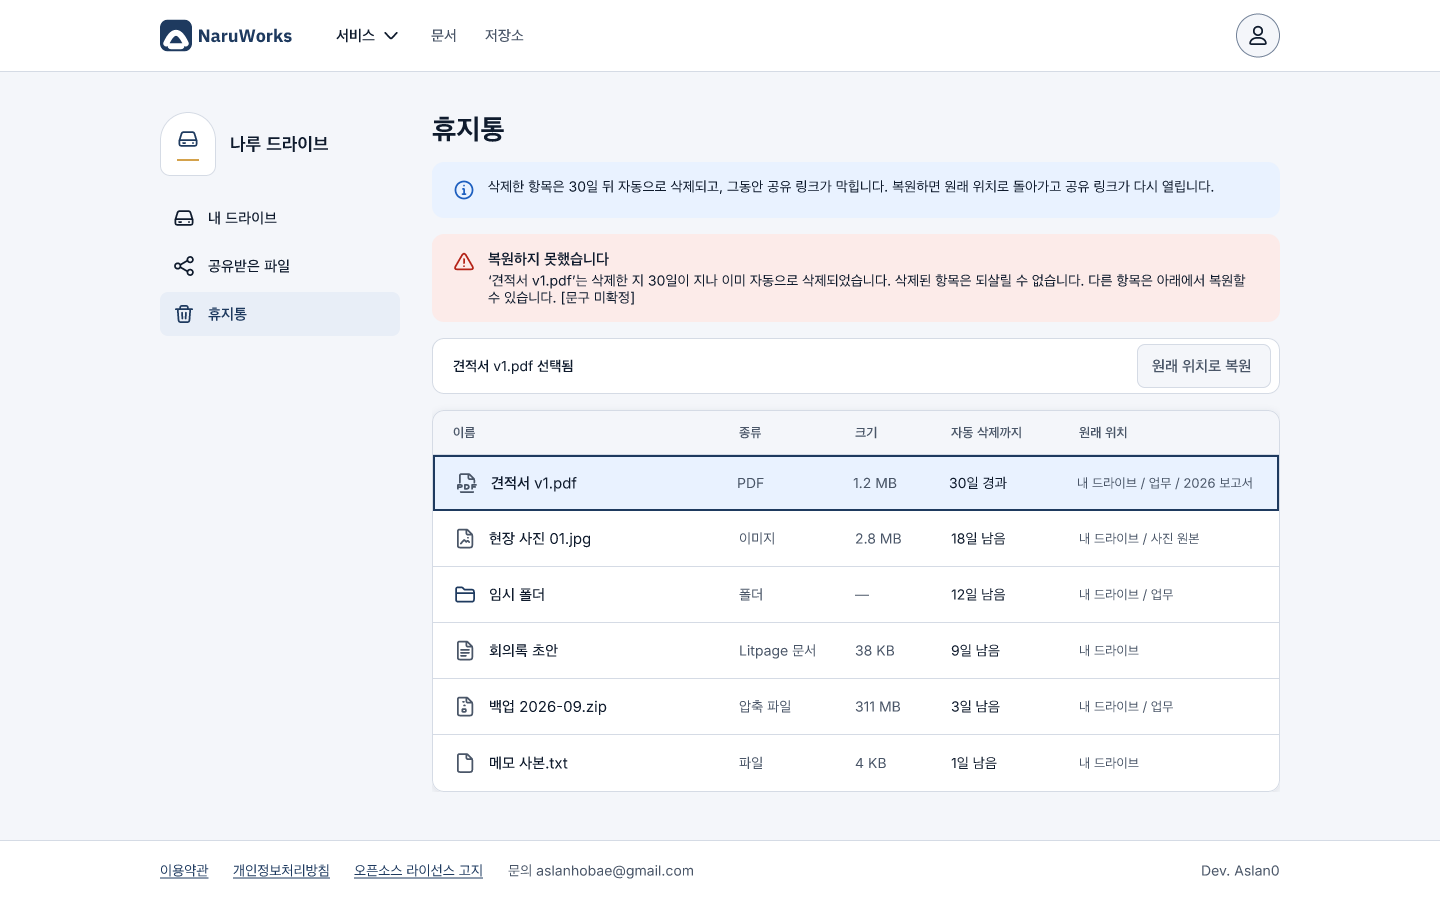 NaruWorks
서비스
문서
저장소
나루 드라이브
내 드라이브
공유받은 파일
휴지통
휴지통
삭제한 항목은 30일 뒤 자동으로 삭제되고, 그동안 공유 링크가 막힙니다. 복원하면 원래 위치로 돌아가고 공유 링크가 다시 열립니다.
복원하지 못했습니다
‘견적서 v1.pdf’는 삭제한 지 30일이 지나 이미 자동으로 삭제되었습니다. 삭제된 항목은 되살릴 수 없습니다. 다른 항목은 아래에서 복원할
수 있습니다. [문구 미확정]
견적서 v1.pdf 선택됨
원래 위치로 복원
이름 종류 크기 자동 삭제까지 원래 위치
PDF 견적서 v1.pdf PDF 1.2 MB 30일 경과 내 드라이브 / 업무 / 2026 보고서
현장 사진 01.jpg 이미지 2.8 MB 18일 남음 내 드라이브 / 사진 원본
임시 폴더 폴더 — 12일 남음 내 드라이브 / 업무
회의록 초안 Litpage 문서 38 KB 9일 남음 내 드라이브
백업 2026-09.zip 압축 파일 311 MB 3일 남음 내 드라이브 / 업무
메모 사본.txt 파일 4 KB 1일 남음 내 드라이브
이용약관 개인정보처리방침 오픈소스 라이선스 고지 문의 aslanhobae@gmail.com Dev. Aslan0